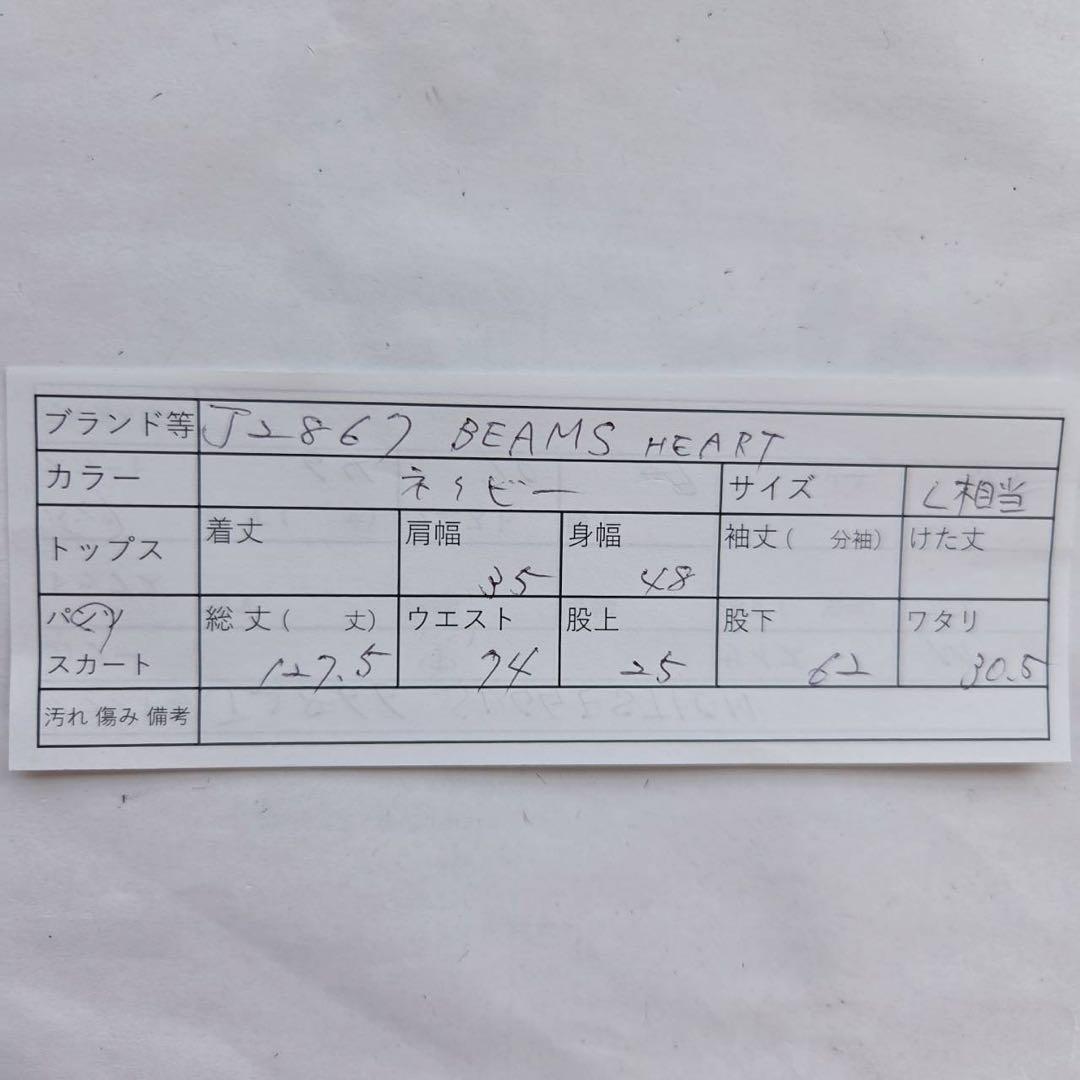 ブランド等 J2867 BEAMS HEART
カラー ネイビー サイズ L相当
トップス 着丈 肩幅 35 身幅 48 袖丈( 分袖) けた丈
パンツ スカート 総丈( 丈) 127.5 ウエスト 74 股上 25 股下 62 ワタリ 30.5
汚れ 傷み 備考